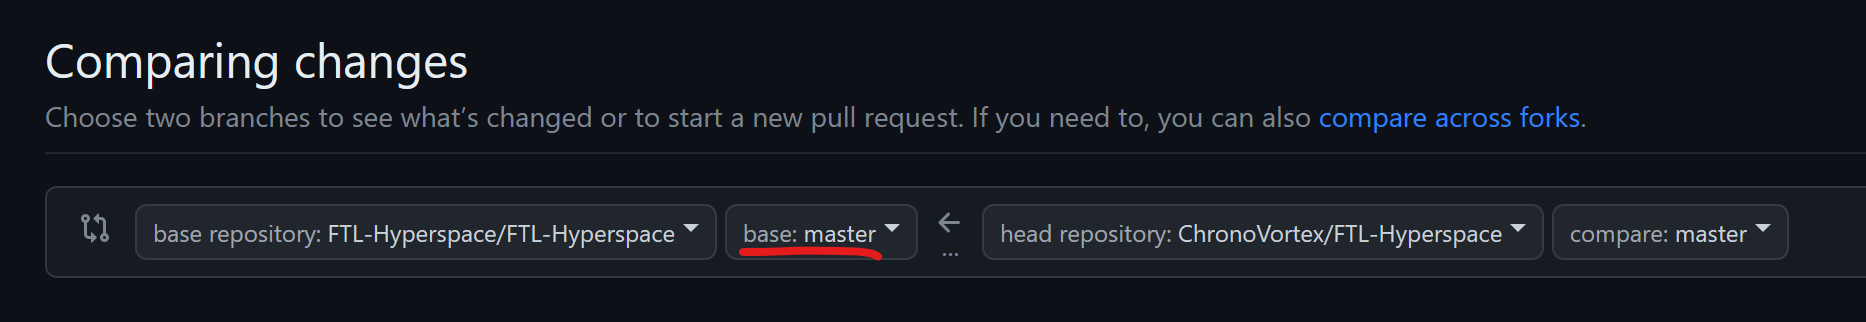 Comparing changes
Choose two branches to see what’s changed or to start a new pull request. If you need to, you can also compare across forks.
base repository: FTL-Hyperspace/FTL-Hyperspace base: master ... head repository: ChronoVortex/FTL-Hyperspace compare: master